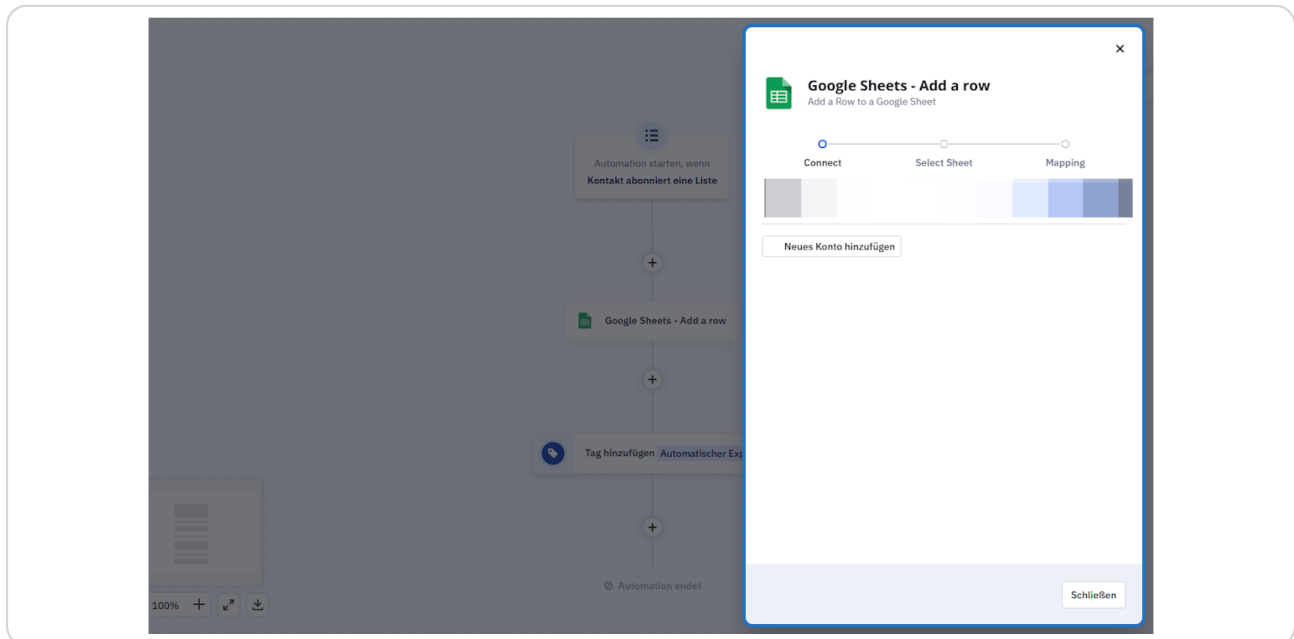 Google Sheets - Add a row
Add a Row to a Google Sheet
Connect
Select Sheet
Mapping
Neues Konto hinzufügen
Schließen
Automation starten, wenn
Kontakt abonniert eine Liste
Google Sheets - Add a row
Tag hinzufügen Automatischer Exp
Automation endet
100%